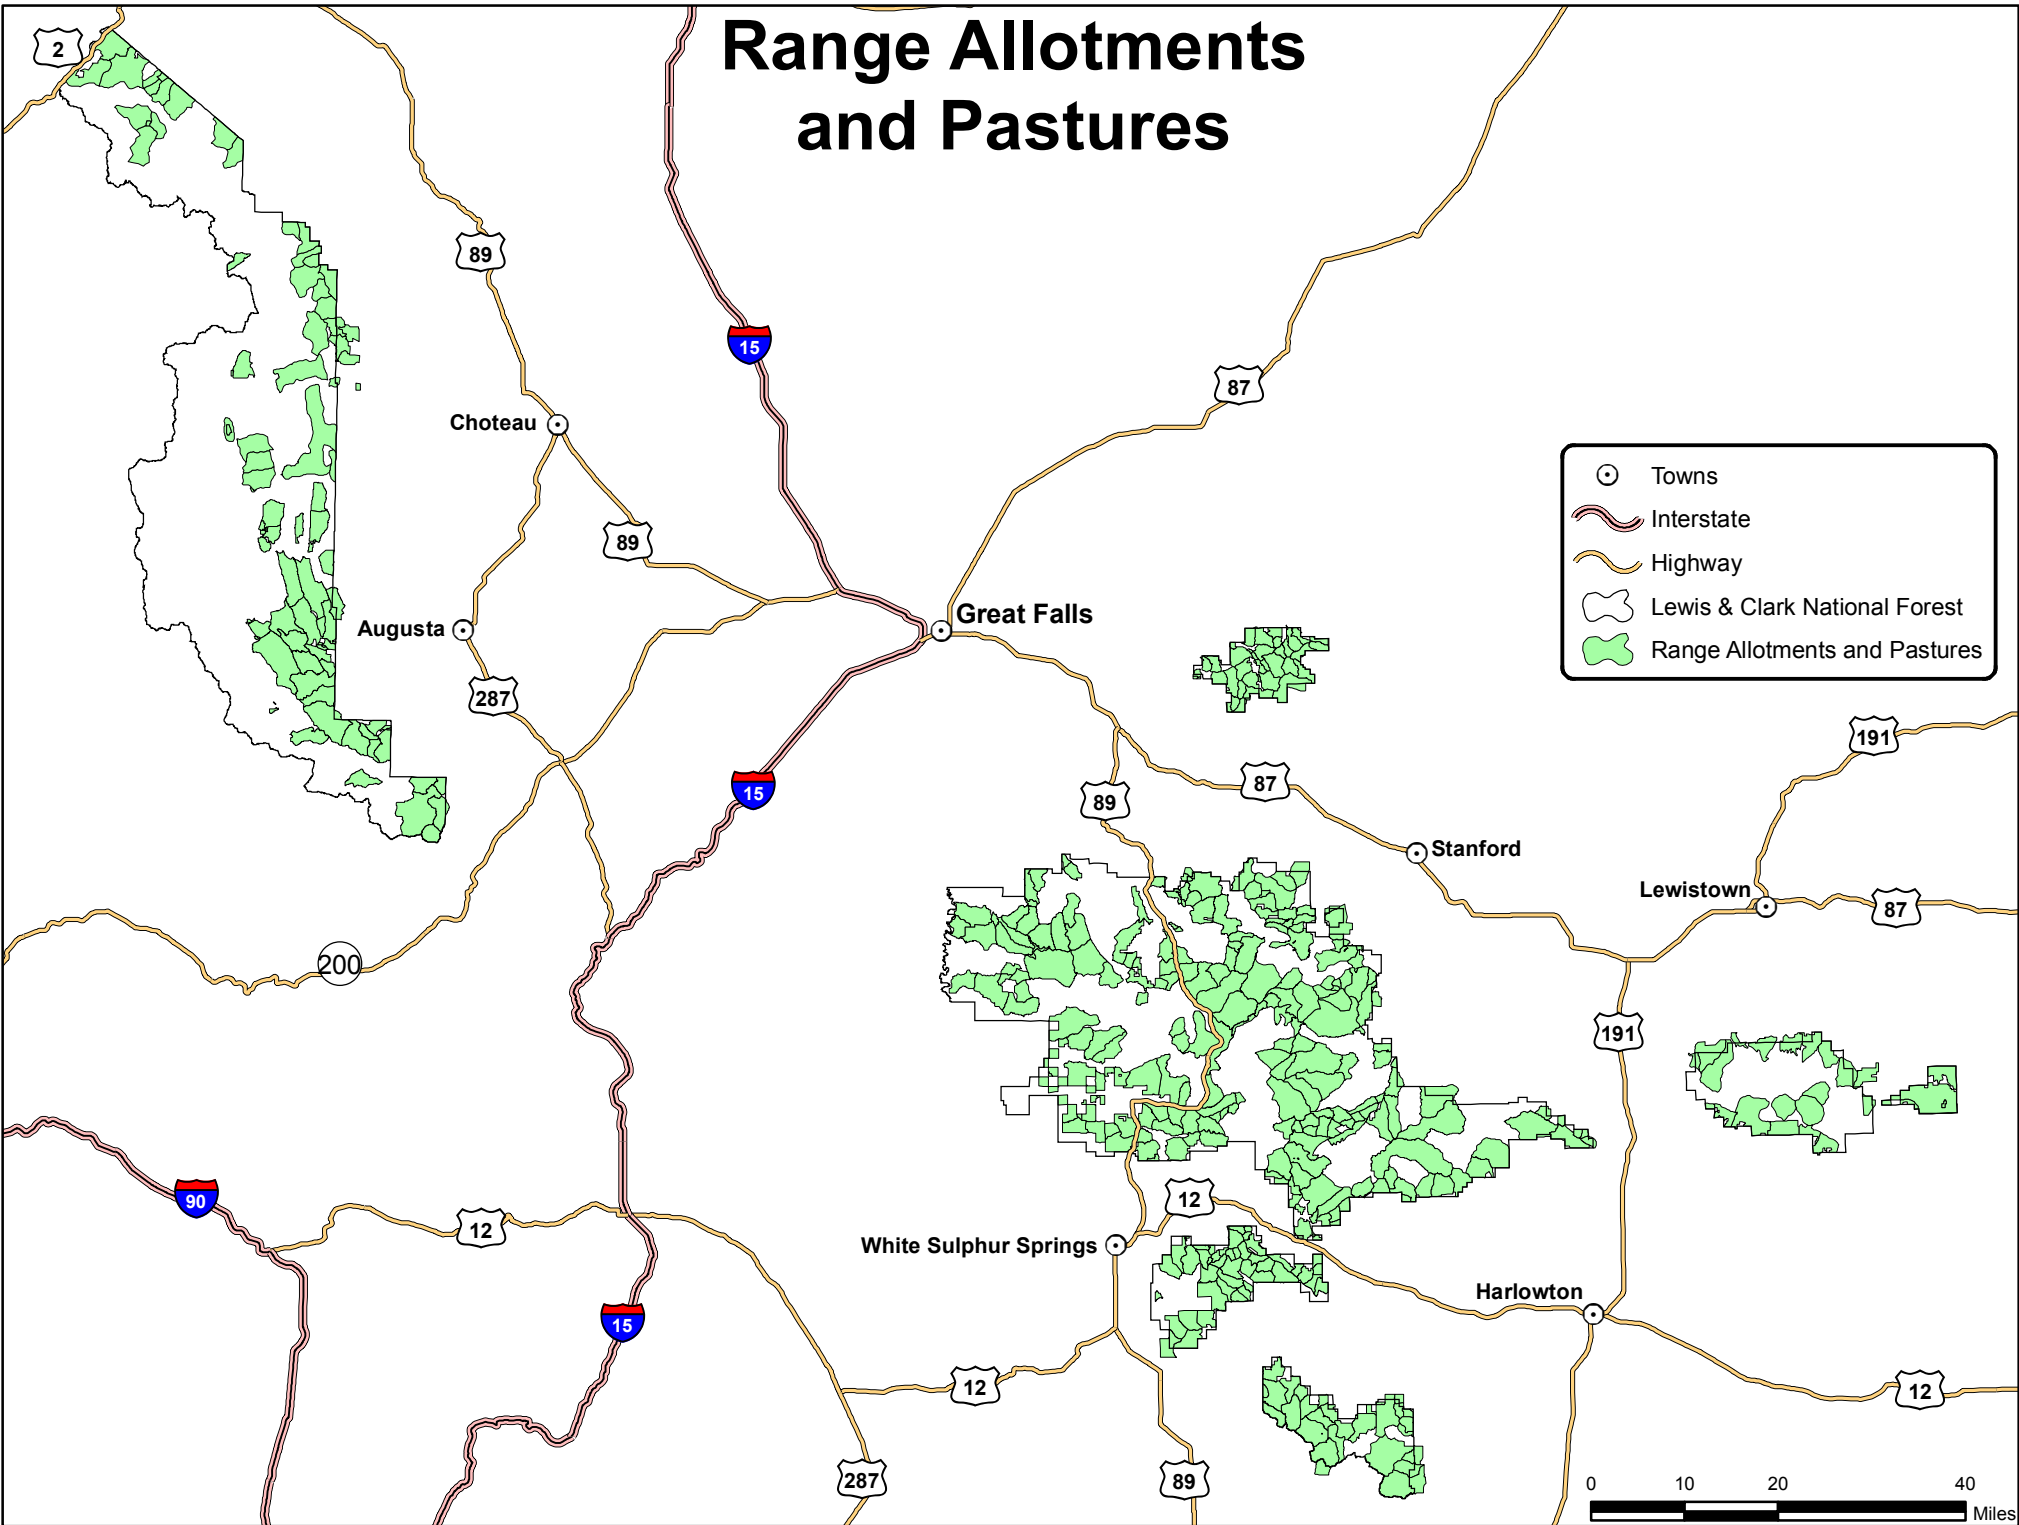 Range Allotments
and Pastures
2
89
15
87
Choteau
Towns
Interstate
Highway
Lewis & Clark National Forest
Range Allotments and Pastures
89
Great Falls
Augusta
287
191
15
87
89
Stanford
Lewistown
87
200
191
90
12
12
White Sulphur Springs
Harlowton
15
12
12
287
89
0
10
20
40
Miles